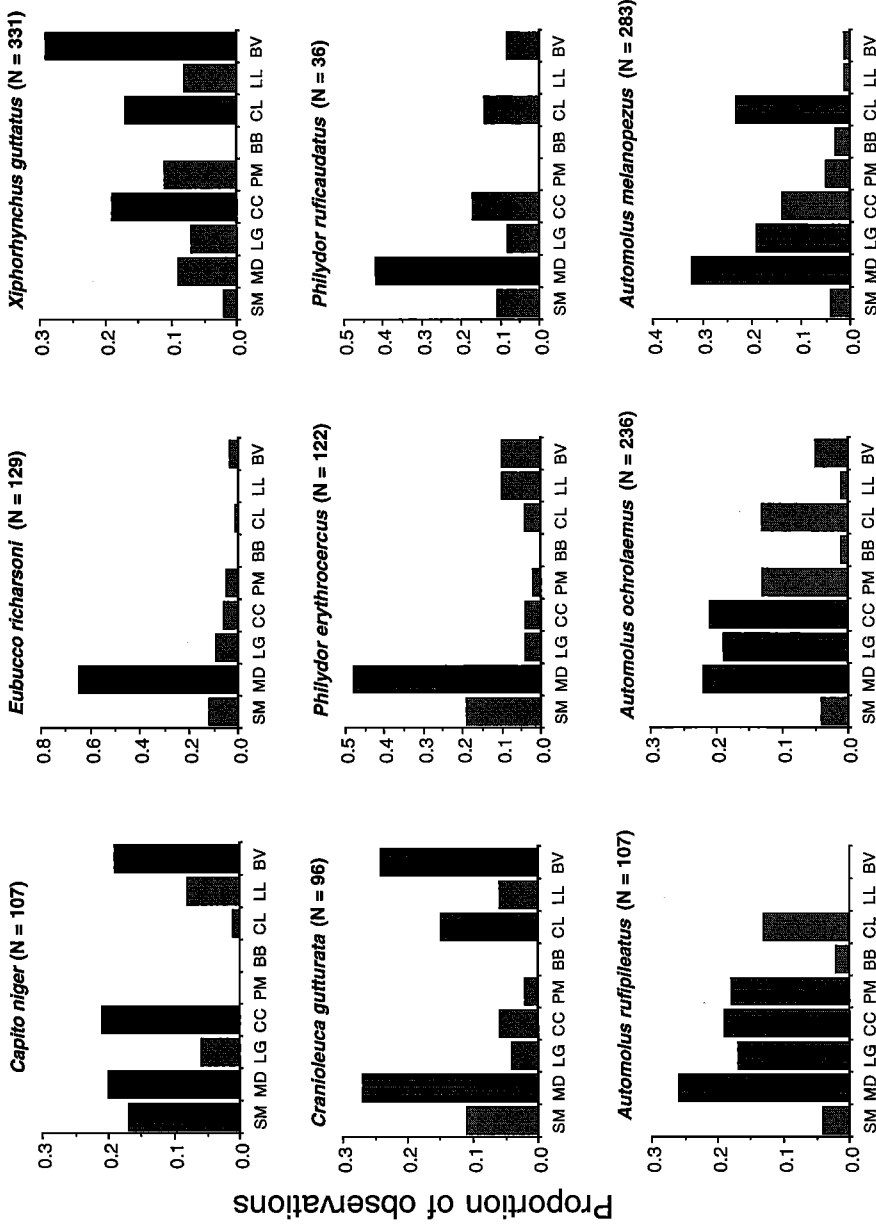 Proportion of observations
Capito niger (N = 107)
0.3
0.2
0.1
0.0
SM MD LG CC PM BB CL LL BV
Eubucco richarsoni (N = 129)
0.8
0.6
0.4
0.2
0.0
SM MD LG CC PM BB CL LL BV
Xiphorhynchus guttatus (N = 331)
0.3
0.2
0.1
0.0
SM MD LG CC PM BB CL LL BV
Cranioleuca gutturata (N = 96)
0.3
0.2
0.1
0.0
SM MD LG CC PM BB CL LL BV
Philydor erythrocercus (N = 122)
0.5
0.4
0.3
0.2
0.1
0.0
SM MD LG CC PM BB CL LL BV
Philydor ruficaudatus (N = 36)
0.5
0.4
0.3
0.2
0.1
0.0
SM MD LG CC PM BB CL LL BV
Automolus rufipileatus (N = 107)
0.3
0.2
0.1
0.0
SM MD LG CC PM BB CL LL BV
Automolus ochrolaemus (N = 236)
0.3
0.2
0.1
0.0
SM MD LG CC PM BB CL LL BV
Automolus melanopezus (N = 283)
0.4
0.3
0.2
0.1
0.0
SM MD LG CC PM BB CL LL BV